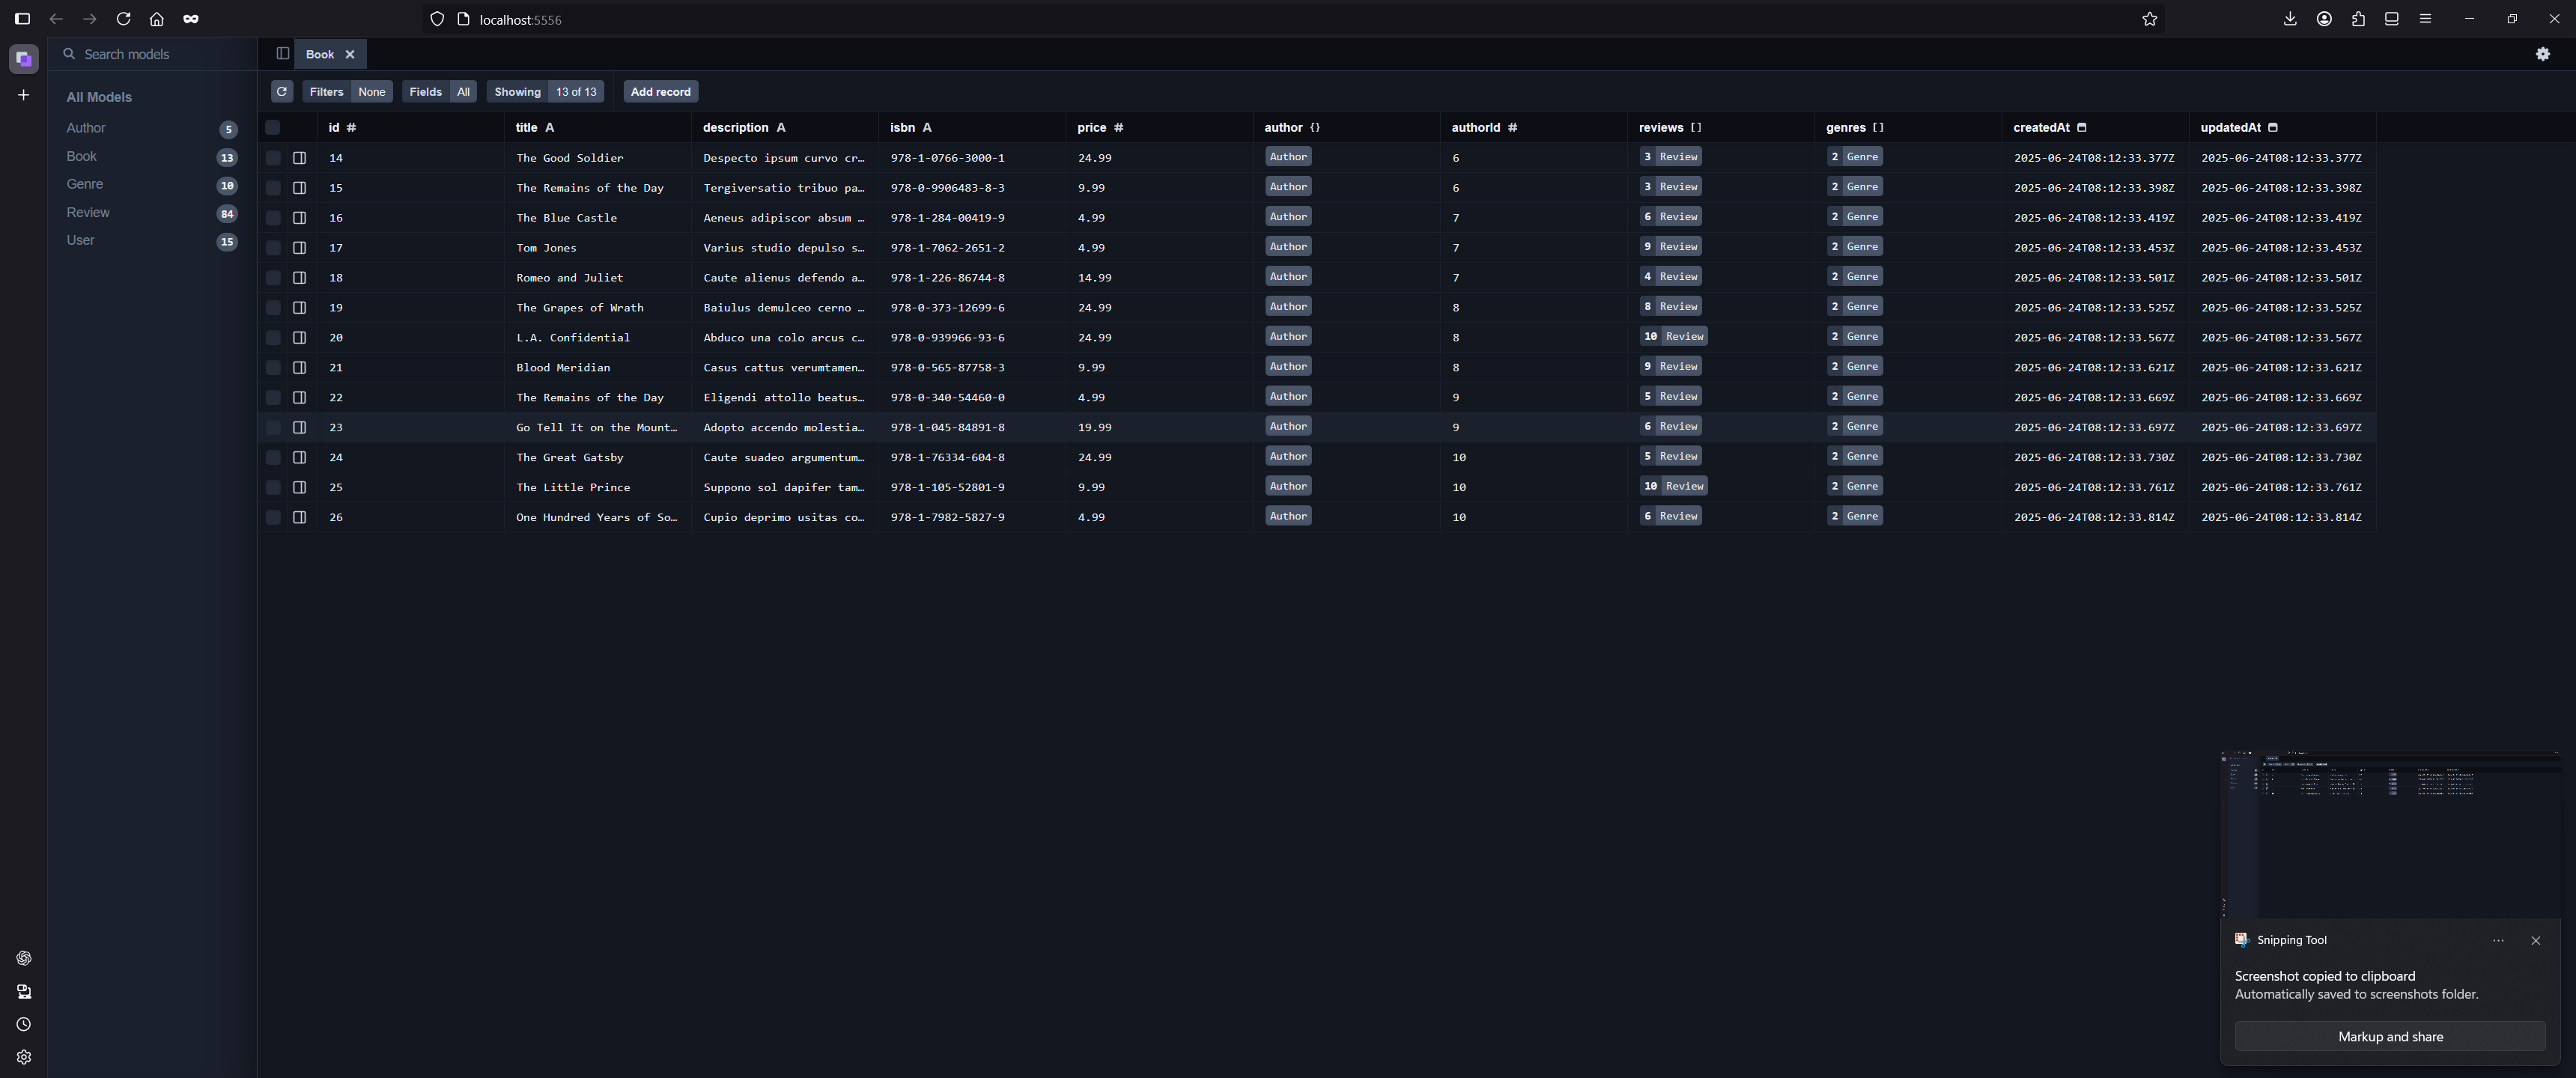 localhost:5556
Search models
Book
All Models
Author 5
Book 13
Genre 10
Review 84
User 15
Filters None Fields All Showing 13 of 13 Add record
id # title A description A isbn A price # author {} authorId # reviews [] genres [] createdAt updatedAt
14 The Good Soldier Despecto ipsum curvo cr… 978-1-0766-3000-1 24.99 Author 6 3 Review 2 Genre 2025-06-24T08:12:33.377Z 2025-06-24T08:12:33.377Z
15 The Remains of the Day Tergiversatio tribuo pa… 978-0-9906483-8-3 9.99 Author 6 3 Review 2 Genre 2025-06-24T08:12:33.398Z 2025-06-24T08:12:33.398Z
16 The Blue Castle Aeneus adipiscor absum … 978-1-284-00419-9 4.99 Author 7 6 Review 2 Genre 2025-06-24T08:12:33.419Z 2025-06-24T08:12:33.419Z
17 Tom Jones Varius studio depulso s… 978-1-7062-2651-2 4.99 Author 7 9 Review 2 Genre 2025-06-24T08:12:33.453Z 2025-06-24T08:12:33.453Z
18 Romeo and Juliet Caute alienus defendo a… 978-1-226-86744-8 14.99 Author 7 4 Review 2 Genre 2025-06-24T08:12:33.501Z 2025-06-24T08:12:33.501Z
19 The Grapes of Wrath Baiulus demulceo cerno … 978-0-373-12699-6 24.99 Author 8 8 Review 2 Genre 2025-06-24T08:12:33.525Z 2025-06-24T08:12:33.525Z
20 L.A. Confidential Abduco una colo arcus c… 978-0-939966-93-6 24.99 Author 8 10 Review 2 Genre 2025-06-24T08:12:33.567Z 2025-06-24T08:12:33.567Z
21 Blood Meridian Casus cattus verumtamen… 978-0-565-87758-3 9.99 Author 8 9 Review 2 Genre 2025-06-24T08:12:33.621Z 2025-06-24T08:12:33.621Z
22 The Remains of the Day Eligendi attollo beatus… 978-0-340-54460-0 4.99 Author 9 5 Review 2 Genre 2025-06-24T08:12:33.669Z 2025-06-24T08:12:33.669Z
23 Go Tell It on the Mount… Adopto accendo molestia… 978-1-045-84891-8 19.99 Author 9 6 Review 2 Genre 2025-06-24T08:12:33.697Z 2025-06-24T08:12:33.697Z
24 The Great Gatsby Caute suadeo argumentum… 978-1-76334-604-8 24.99 Author 10 5 Review 2 Genre 2025-06-24T08:12:33.730Z 2025-06-24T08:12:33.730Z
25 The Little Prince Suppono sol dapifer tam… 978-1-105-52801-9 9.99 Author 10 10 Review 2 Genre 2025-06-24T08:12:33.761Z 2025-06-24T08:12:33.761Z
26 One Hundred Years of So… Cupio deprimo usitas co… 978-1-7982-5827-9 4.99 Author 10 6 Review 2 Genre 2025-06-24T08:12:33.814Z 2025-06-24T08:12:33.814Z
Snipping Tool
Screenshot copied to clipboard
Automatically saved to screenshots folder.
Markup and share